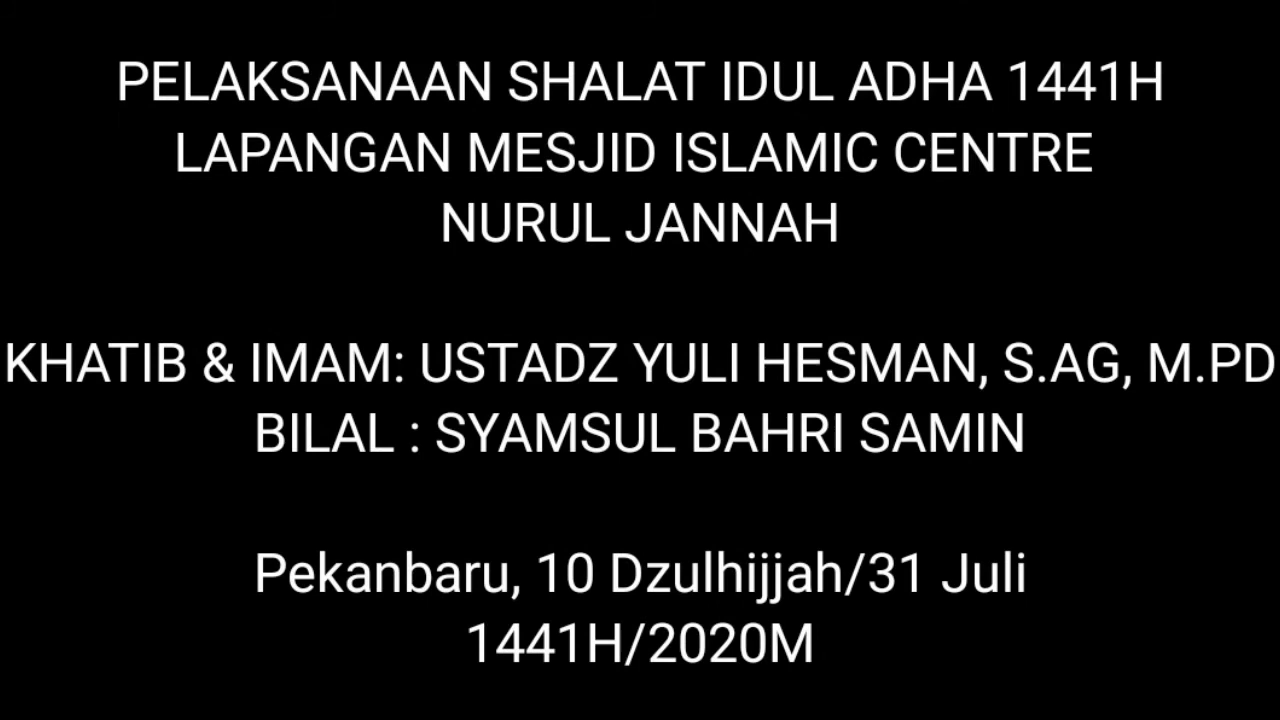 PELAKSANAAN SHALAT IDUL ADHA 1441H
LAPANGAN MESJID ISLAMIC CENTRE
NURUL JANNAH
KHATIB & IMAM: USTADZ YULI HESMAN, S.AG, M.PD
BILAL : SYAMSUL BAHRI SAMIN
Pekanbaru, 10 Dzulhijjah/31 Juli
1441H/2020M